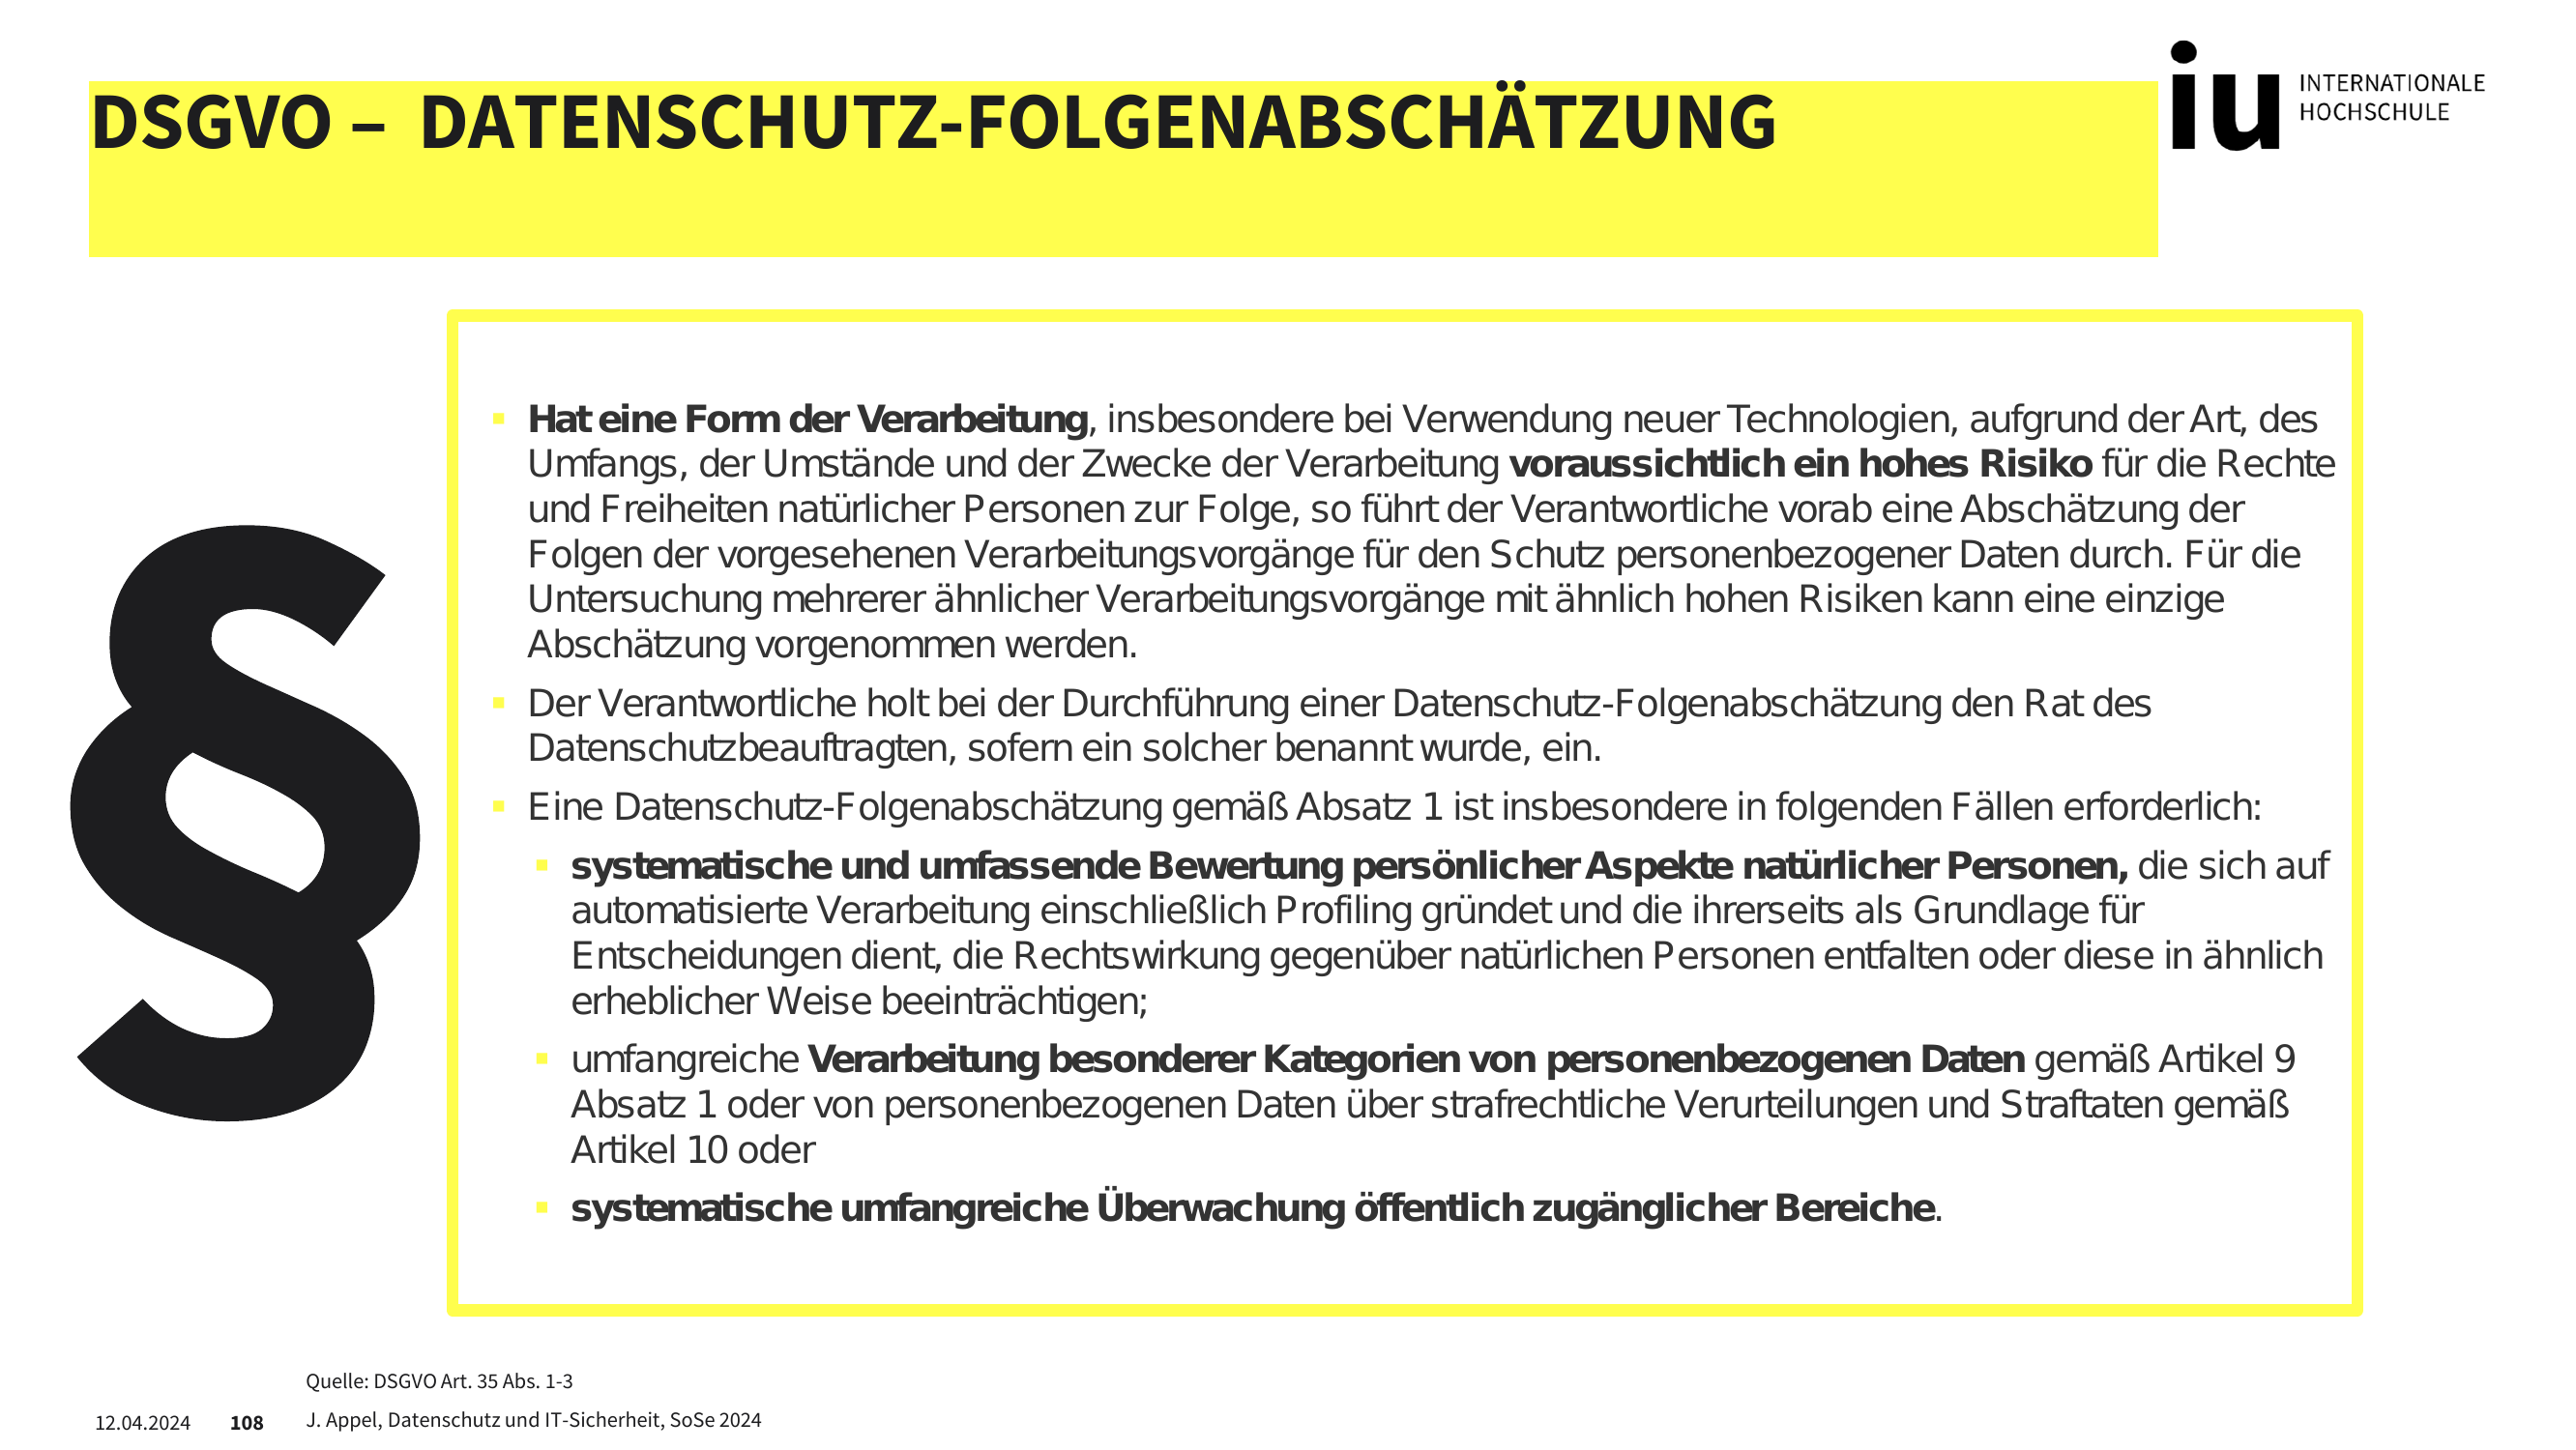 DSGVO – DATENSCHUTZ-FOLGENABSCHÄTZUNG
iu INTERNATIONALE
HOCHSCHULE
§
▪ Hat eine Form der Verarbeitung, insbesondere bei Verwendung neuer Technologien, aufgrund der Art, des
Umfangs, der Umstände und der Zwecke der Verarbeitung voraussichtlich ein hohes Risiko für die Rechte
und Freiheiten natürlicher Personen zur Folge, so führt der Verantwortliche vorab eine Abschätzung der
Folgen der vorgesehenen Verarbeitungsvorgänge für den Schutz personenbezogener Daten durch. Für die
Untersuchung mehrerer ähnlicher Verarbeitungsvorgänge mit ähnlich hohen Risiken kann eine einzige
Abschätzung vorgenommen werden.
▪ Der Verantwortliche holt bei der Durchführung einer Datenschutz-Folgenabschätzung den Rat des
Datenschutzbeauftragten, sofern ein solcher benannt wurde, ein.
▪ Eine Datenschutz-Folgenabschätzung gemäß Absatz 1 ist insbesondere in folgenden Fällen erforderlich:
▪ systematische und umfassende Bewertung persönlicher Aspekte natürlicher Personen, die sich auf
automatisierte Verarbeitung einschließlich Profiling gründet und die ihrerseits als Grundlage für
Entscheidungen dient, die Rechtswirkung gegenüber natürlichen Personen entfalten oder diese in ähnlich
erheblicher Weise beeinträchtigen;
▪ umfangreiche Verarbeitung besonderer Kategorien von personenbezogenen Daten gemäß Artikel 9
Absatz 1 oder von personenbezogenen Daten über strafrechtliche Verurteilungen und Straftaten gemäß
Artikel 10 oder
▪ systematische umfangreiche Überwachung öffentlich zugänglicher Bereiche.
Quelle: DSGVO Art. 35 Abs. 1-3
12.04.2024 108 J. Appel, Datenschutz und IT-Sicherheit, SoSe 2024